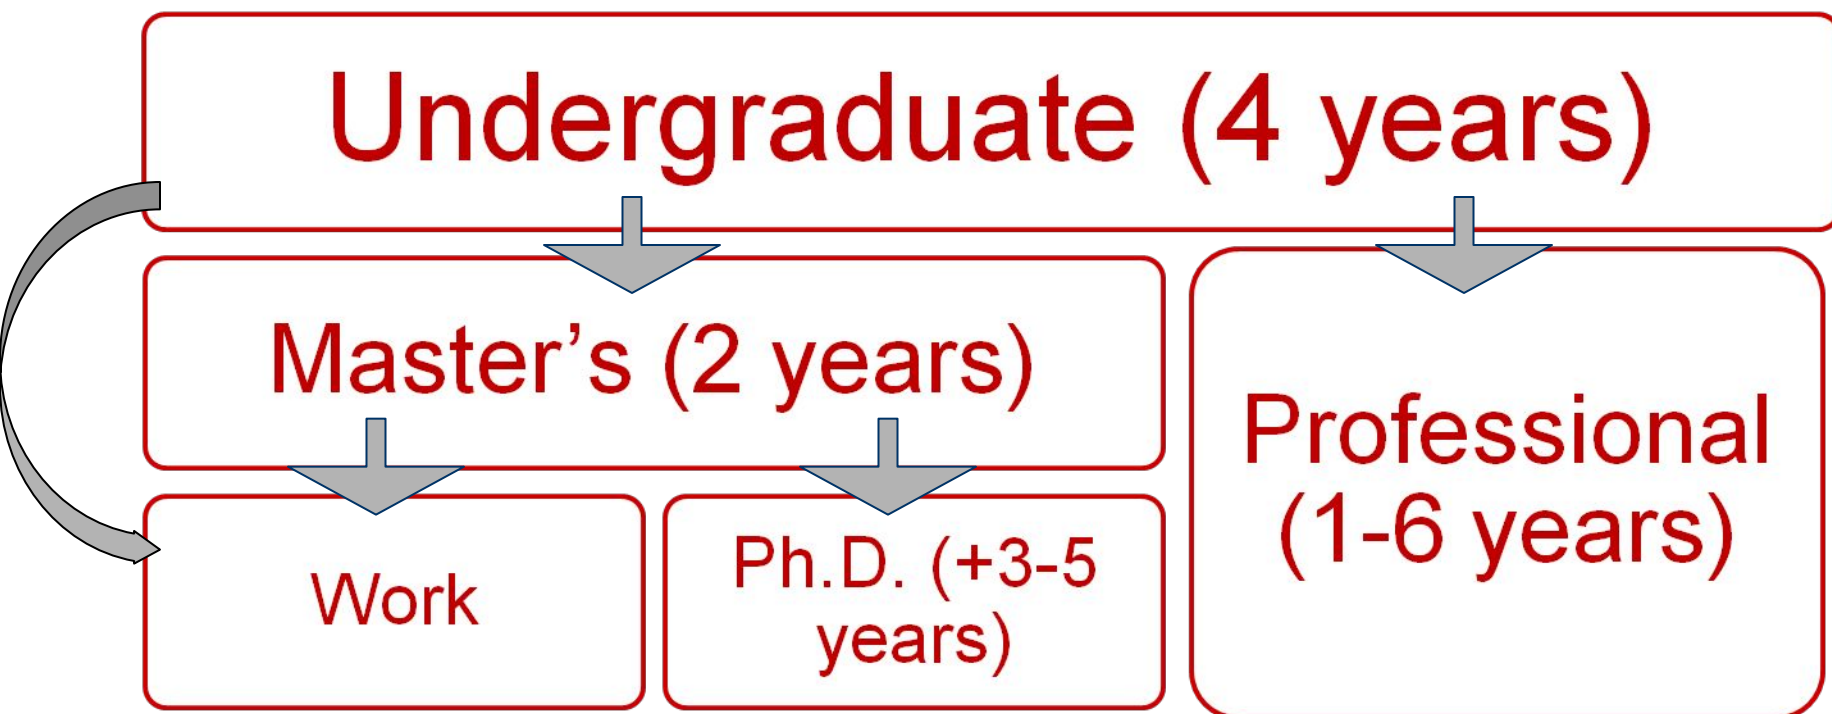 Undergraduate (4 years)
Master’s (2 years)
Professional
(1-6 years)
Work
Ph.D. (+3-5
years)